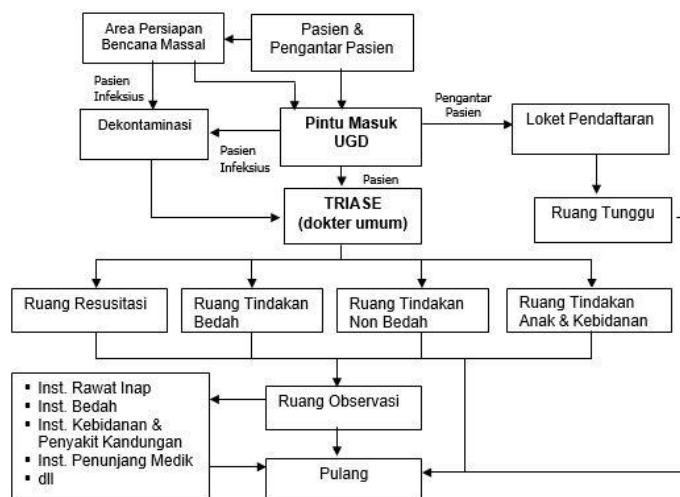 Area Persiapan
Bencana Massal
Pasien &
Pengantar Pasien
Pasien
Infeksius
Pengantar
Pasien
Dekontaminasi
Pintu Masuk
UGD
Loket Pendaftaran
Pasien
Infeksius
Pasien
TRIASE
(dokter umum)
Ruang Tunggu
Ruang Resusitasi
Ruang Tindakan
Bedah
Ruang Tindakan
Non Bedah
Ruang Tindakan
Anak & Kebidanan
▪ Inst. Rawat Inap
▪ Inst. Bedah
▪ Inst. Kebidanan &
Penyakit Kandungan
▪ Inst. Penunjang Medik
▪ dll
Ruang Observasi
Pulang